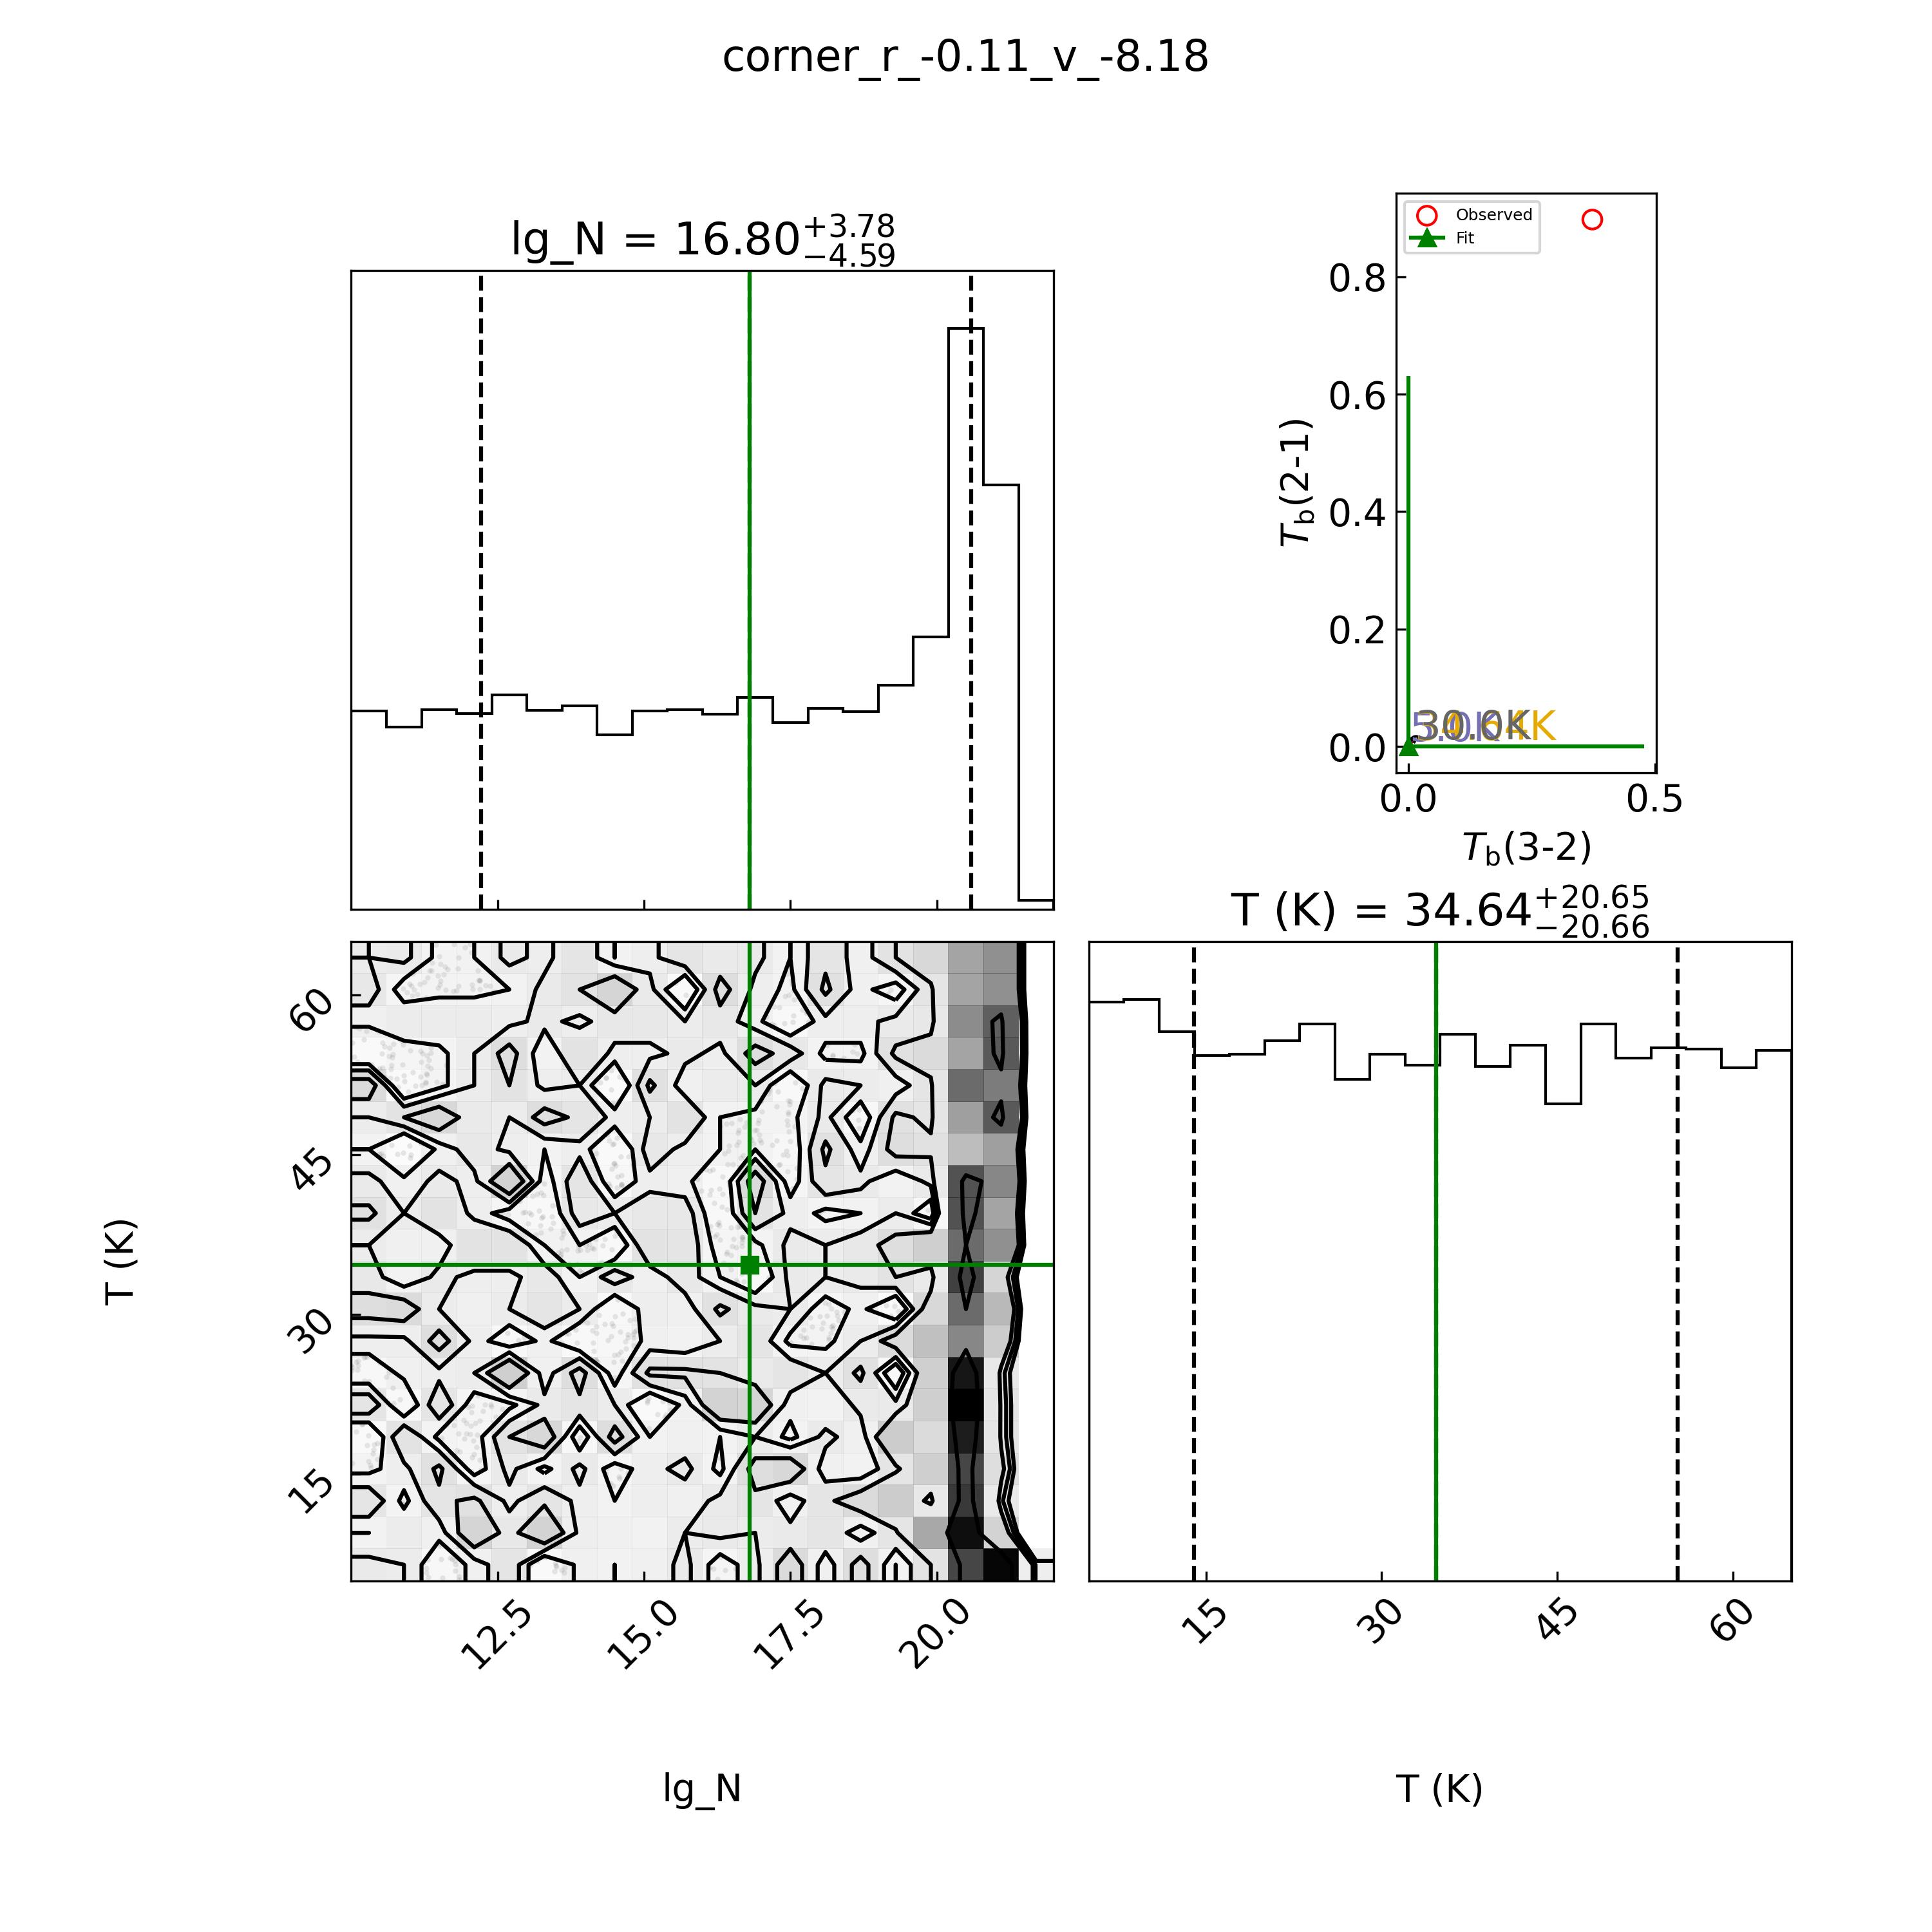 corner_r_-0.11_v_-8.18
lg_N = 16.80+3.78−4.59
Observed
Fit
0.8
0.6
0.4
0.2
0.0
Tb(2-1)
30.0K
0.0 0.5
Tb(3-2)
T (K) = 34.64+20.65−20.66
60
45
30
15
T (K)
12.5 15.0 17.5 20.0
lg_N
15 30 45 60
T (K)